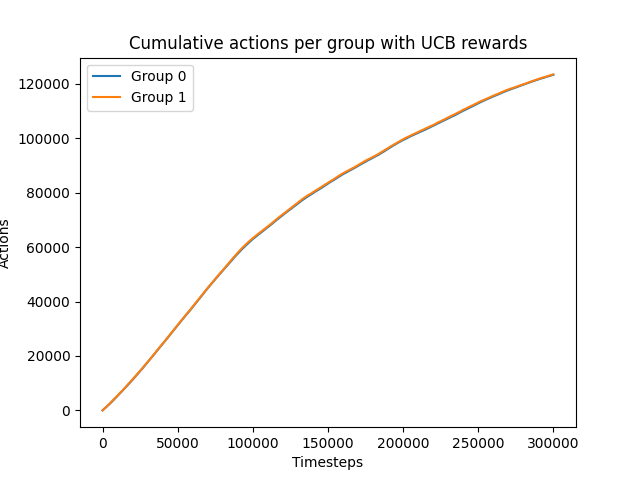 Cumulative actions per group with UCB rewards
Group 0
Group 1
120000
100000
80000
60000
40000
20000
0
Actions
0 50000 100000 150000 200000 250000 300000
Timesteps